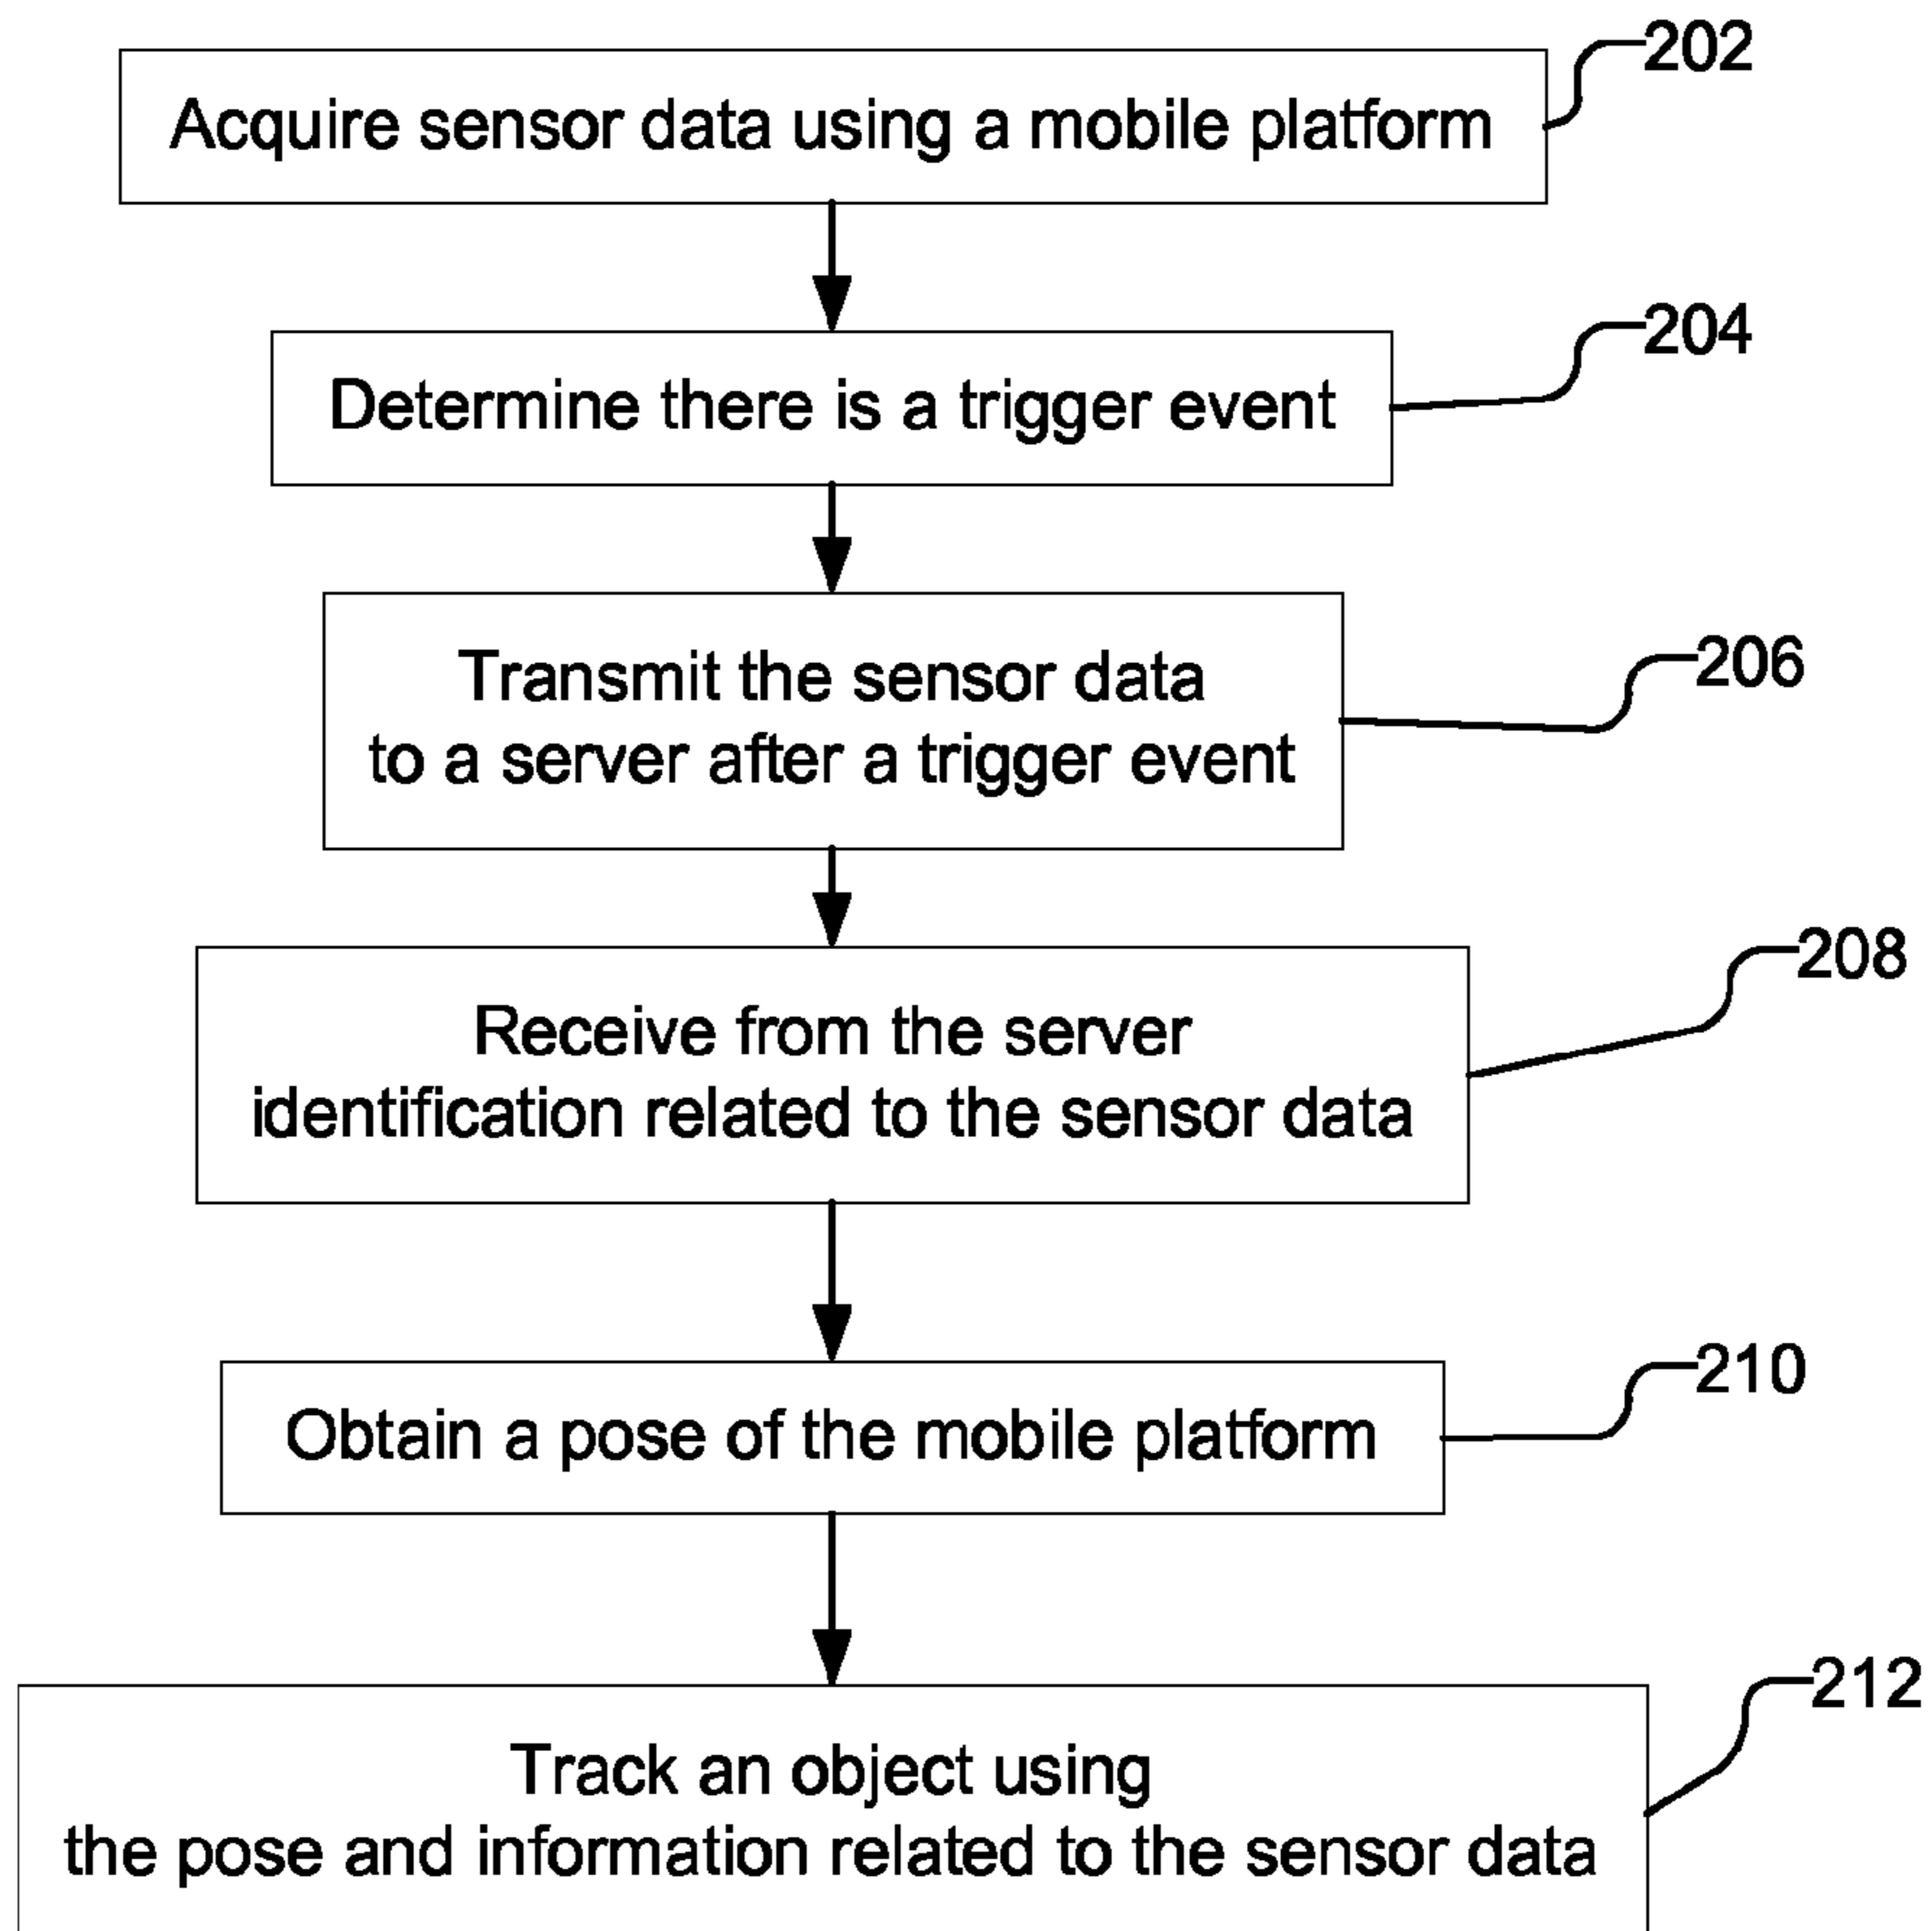 202
Acquire sensor data using a mobile platform
204
Determine there is a trigger event
206
Transmit the sensor data
to a server after a trigger event
208
Receive from the server
identification related to the sensor data
210
Obtain a pose of the mobile platform
212
Track an object using
the pose and information related to the sensor data